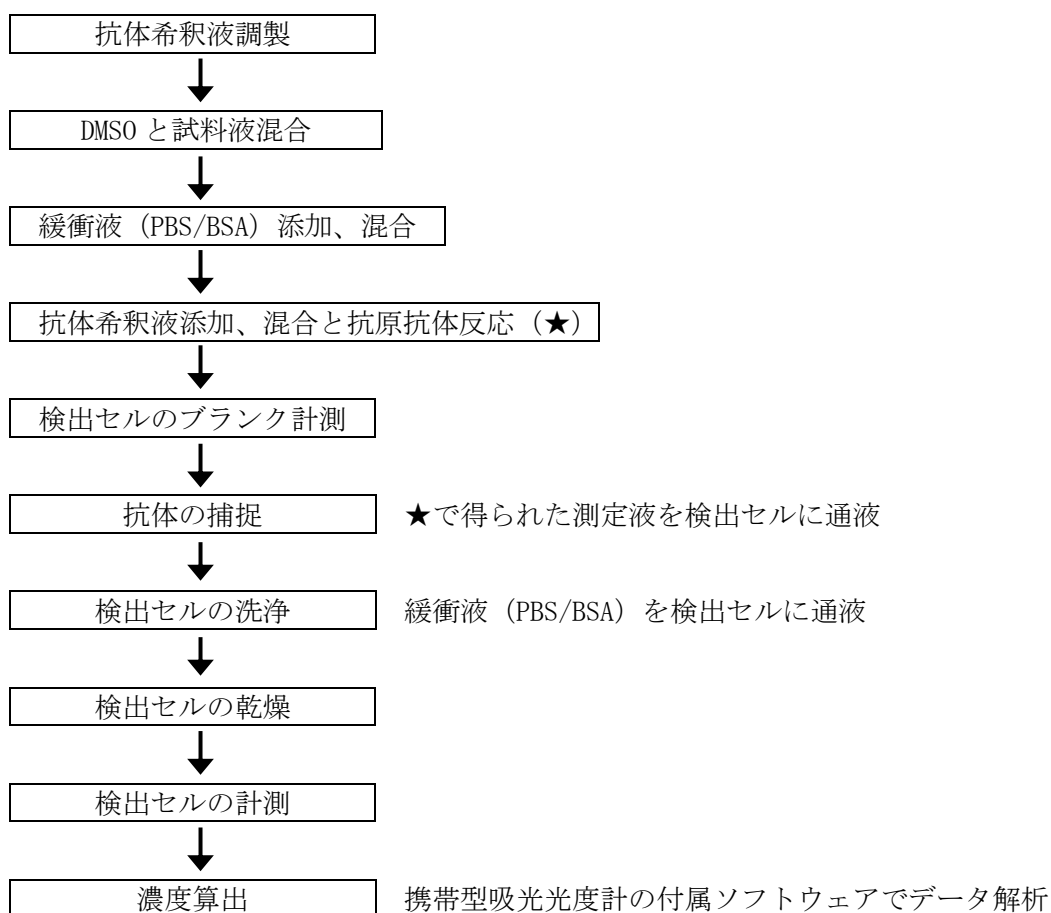 抗体希釈液調製
DMSO と試料液混合
緩衝液（PBS/BSA）添加、混合
抗体希釈液添加、混合と抗原抗体反応（★）
検出セルのブランク計測
抗体の捕捉 ★で得られた測定液を検出セルに通液
検出セルの洗浄 緩衝液（PBS/BSA）を検出セルに通液
検出セルの乾燥
検出セルの計測
濃度算出 携帯型吸光光度計の付属ソフトウェアでデータ解析